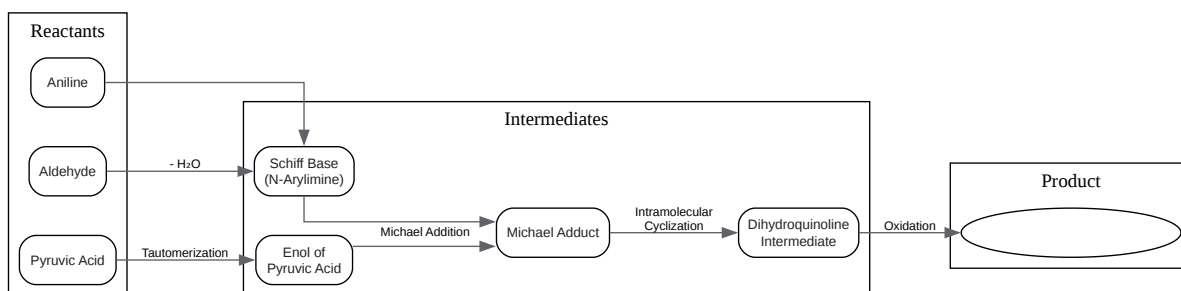 Reactants
Aniline
Aldehyde
Pyruvic Acid
- H₂O
Tautomerization
Intermediates
Schiff Base
(N-Arylimine)
Enol of
Pyruvic Acid
Michael Addition
Michael Adduct
Intramolecular
Cyclization
Dihydroquinoline
Intermediate
Oxidation
Product